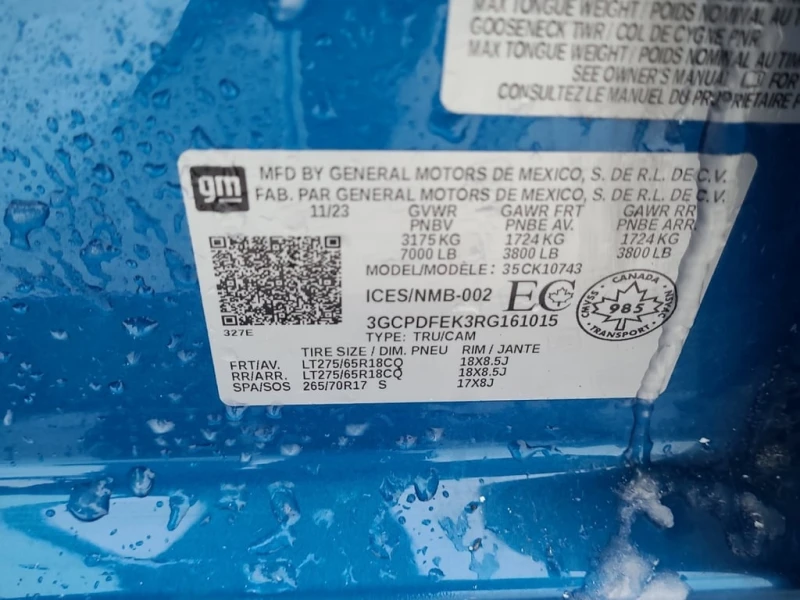 MAX TONGUE WEIGHT / POIDS NOMINAL AU
GOOSENECK TWR / COL DE CYGNE PNVR
MAX TONGUE WEIGHT / POIDS NOMINAL AU TIM
SEE OWNER'S MANUAL FOR
CONSULTEZ LE MANUEL DU PROPRIETAIRE
gm
MFD BY GENERAL MOTORS DE MEXICO, S. DE R.L. DE C.V.
FAB. PAR GENERAL MOTORS DE MEXICO, S. DE R.L. DE C.V.
11/23 GVWR GAWR FRT GAWR RR
PNBV PNBE AV. PNBE ARR.
3175 KG 1724 KG 1724 KG
7000 LB 3800 LB 3800 LB
MODEL/MODÈLE: 35CK10743
ICES/NMB-002 EC
CANADA
CMVSS
985
NSVAC
TRANSPORT
3GCPDFEK3RG161015
TYPE: TRU/CAM
327E
TIRE SIZE / DIM. PNEU RIM / JANTE
FRT/AV. LT275/65R18CQ 18X8.5J
RR/ARR. LT275/65R18CQ 18X8.5J
SPA/SOS 265/70R17 S 17X8J